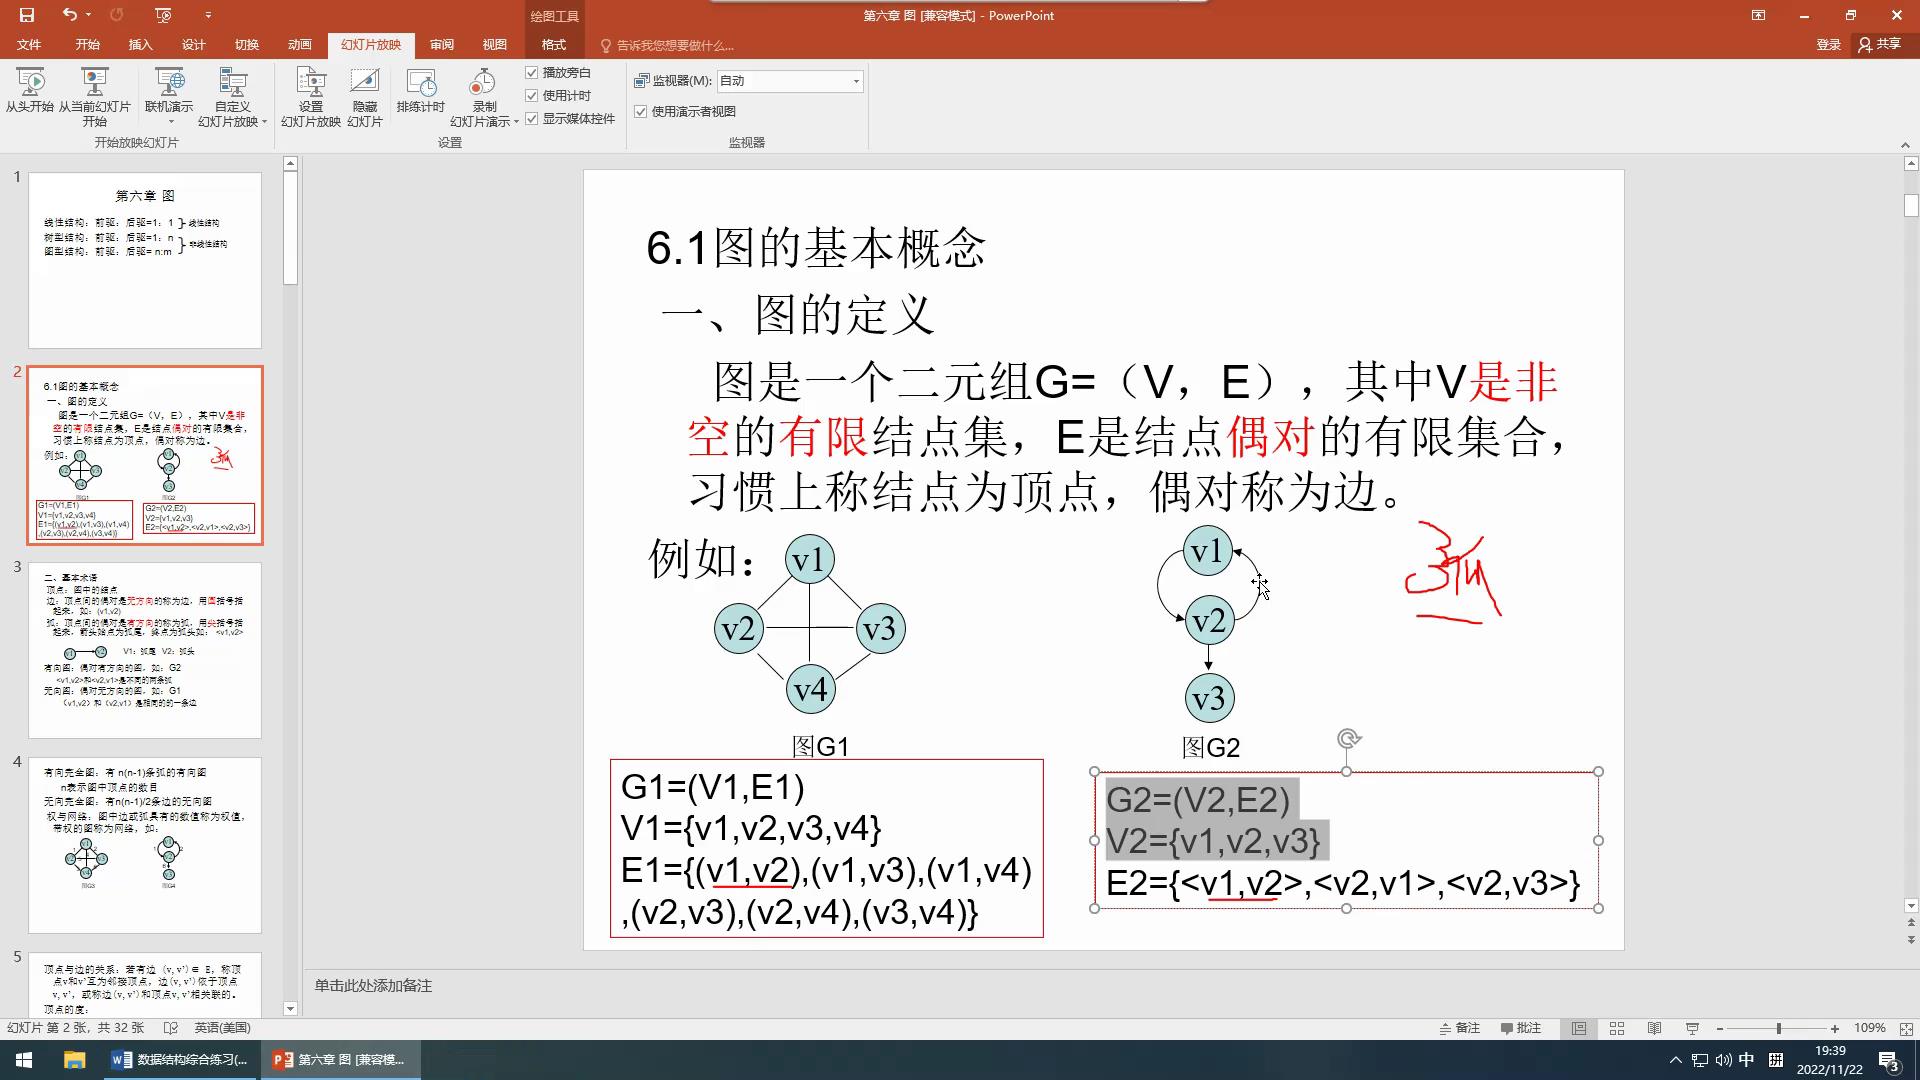 第六章 图 [兼容模式] - PowerPoint
绘图工具
文件 开始 插入 设计 切换 动画 幻灯片放映 审阅 视图 格式 告诉我您想要做什么... 登录 共享
从头开始 从当前幻灯片开始 联机演示 自定义幻灯片放映 设置幻灯片放映 隐藏幻灯片 排练计时 录制幻灯片演示
播放旁白
使用计时
显示媒体控件
监视器(M): 自动
使用演示者视图
开始放映幻灯片 设置 监视器
1
第六章 图
线性结构: 前驱: 后驱=1: 1 } 线性结构
树型结构: 前驱: 后驱=1: n
图型结构: 前驱: 后驱= n:m } 非线性结构
2
6.1图的基本概念
一、图的定义
图是一个二元组G=（V，E），其中V是非
空的有限结点集，E是结点偶对的有限集合，
习惯上称结点为顶点，偶对称为边。
例如:
v1
v2 v3
v4
图G1
v1
v2
v3
图G2
弧
G1=(V1,E1)
V1={v1,v2,v3,v4}
E1={(v1,v2),(v1,v3),(v1,v4)
,(v2,v3),(v2,v4),(v3,v4)}
G2=(V2,E2)
V2={v1,v2,v3}
E2={<v1,v2>,<v2,v1>,<v2,v3>}
3
二、基本术语
顶点: 图中的结点
边: 顶点间的偶对是无方向的称为边，用圆括号括
起来，如: (v1,v2)
弧: 顶点间的偶对是有方向的称为弧，用尖括号括
起来，箭头始点为弧尾，终点为弧头如: <v1,v2>
v1 v2 V1: 弧尾 V2: 弧头
有向图: 偶对有方向的图，如: G2
<v1,v2>和<v2,v1>是不同的两条弧
无向图: 偶对无方向的图，如: G1
（v1,v2）和（v2,v1）是相同的的一条边
4
有向完全图: 有 n(n-1)条弧的有向图
n表示图中顶点的数目
无向完全图: 有n(n-1)/2条边的无向图
权与网络: 图中边或弧具有的数值称为权值，
带权的图称为网络，如:
图G3 图G4
5
顶点与边的关系: 若有边 (v,v')∈ E，称顶
点v和v'互为邻接顶点，边(v,v')依于顶点
v,v'，或称边(v,v')和顶点v,v'相关联的。
顶点的度:
6.1图的基本概念
一、图的定义
图是一个二元组G=（V，E），其中V是非
空的有限结点集，E是结点偶对的有限集合，
习惯上称结点为顶点，偶对称为边。
例如:
v1
v2 v3
v4
图G1
v1
v2
v3
图G2
弧
G1=(V1,E1)
V1={v1,v2,v3,v4}
E1={(v1,v2),(v1,v3),(v1,v4)
,(v2,v3),(v2,v4),(v3,v4)}
G2=(V2,E2)
V2={v1,v2,v3}
E2={<v1,v2>,<v2,v1>,<v2,v3>}
单击此处添加备注
幻灯片 第 2 张，共 32 张 英语(美国) 备注 批注 109%
数据结构综合练习(... 第六章 图 [兼容模... 中 拼 19:39
2022/11/22
3